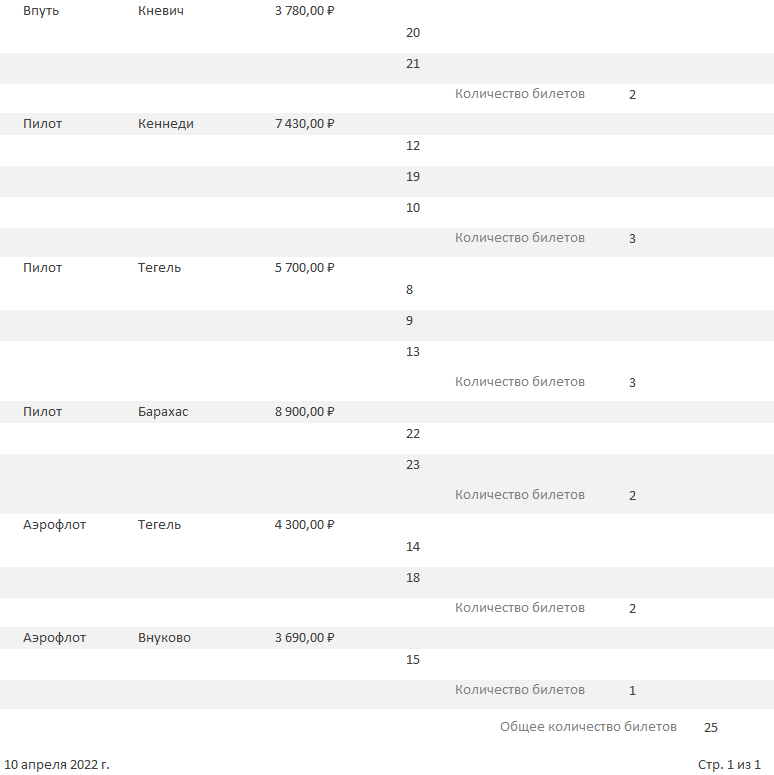 Впуть Кневич 3 780,00 ₽
20
21
Количество билетов 2
Пилот Кеннеди 7 430,00 ₽
12
19
10
Количество билетов 3
Пилот Тегель 5 700,00 ₽
8
9
13
Количество билетов 3
Пилот Барахас 8 900,00 ₽
22
23
Количество билетов 2
Аэрофлот Тегель 4 300,00 ₽
14
18
Количество билетов 2
Аэрофлот Внуково 3 690,00 ₽
15
Количество билетов 1
Общее количество билетов 25
10 апреля 2022 г. Стр. 1 из 1